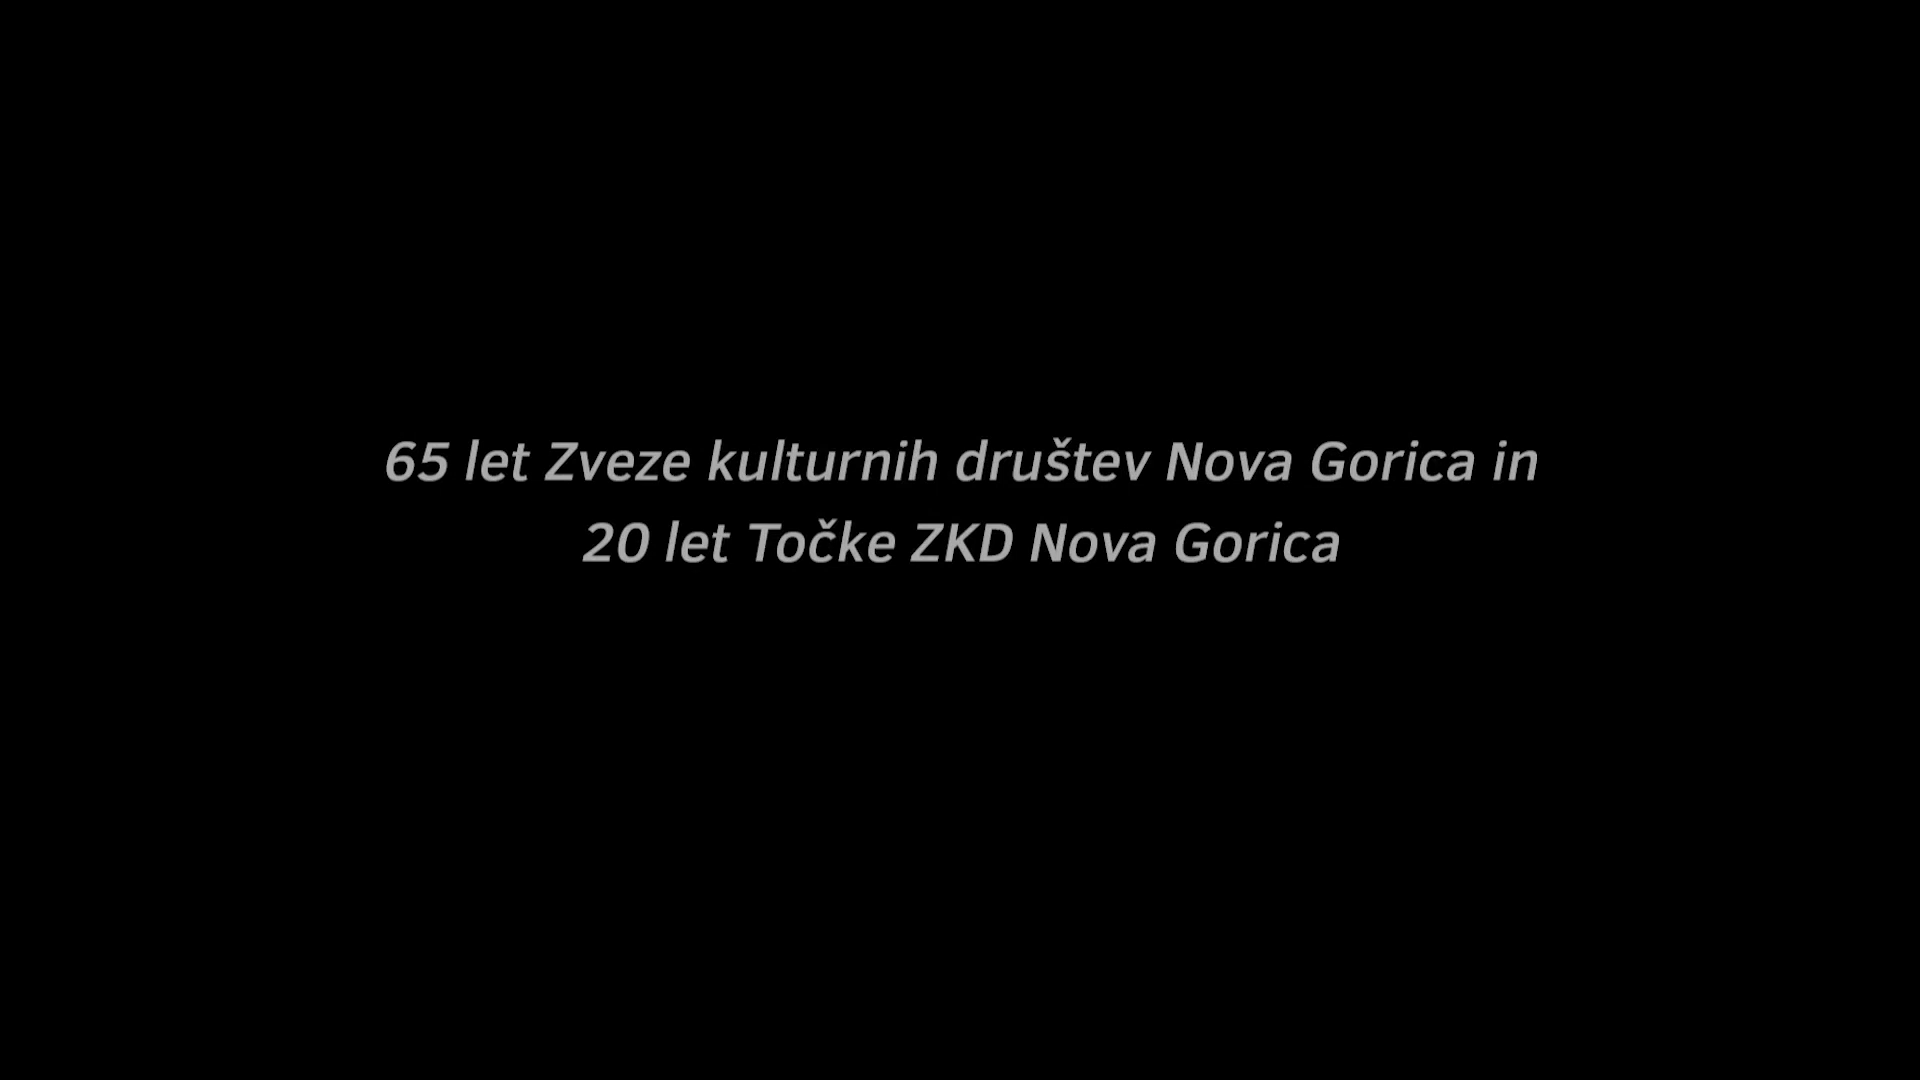 65 let Zveze kulturnih društev Nova Gorica in
20 let Točke ZKD Nova Gorica